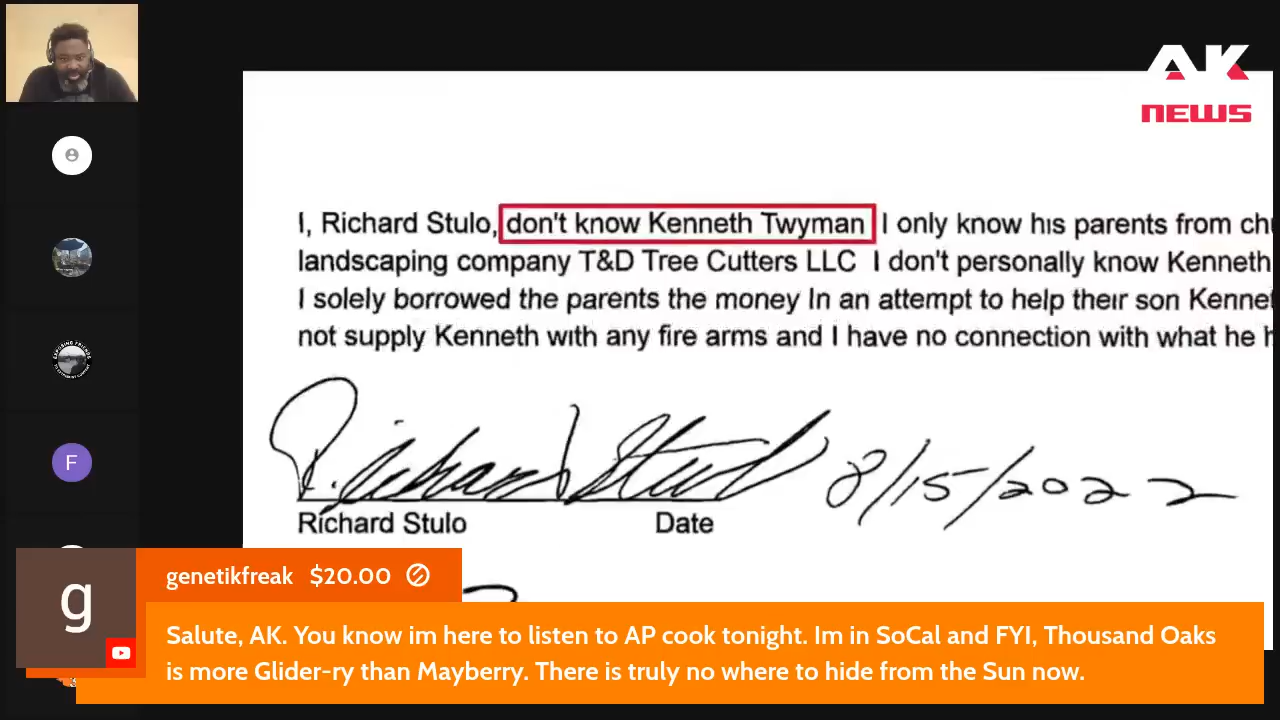 AK
NEWS
I, Richard Stulo, don't know Kenneth Twyman I only know his parents from
landscaping company T&D Tree Cutters LLC I don't personally know Kenneth
I solely borrowed the parents the money In an attempt to help their son
not supply Kenneth with any fire arms and I have no connection with what he
Richard Stulo 8/15/2022
Richard Stulo Date
F
g
genetikfreak $20.00
Salute, AK. You know im here to listen to AP cook tonight. Im in SoCal and FYI, Thousand Oaks
is more Glider-ry than Mayberry. There is truly no where to hide from the Sun now.